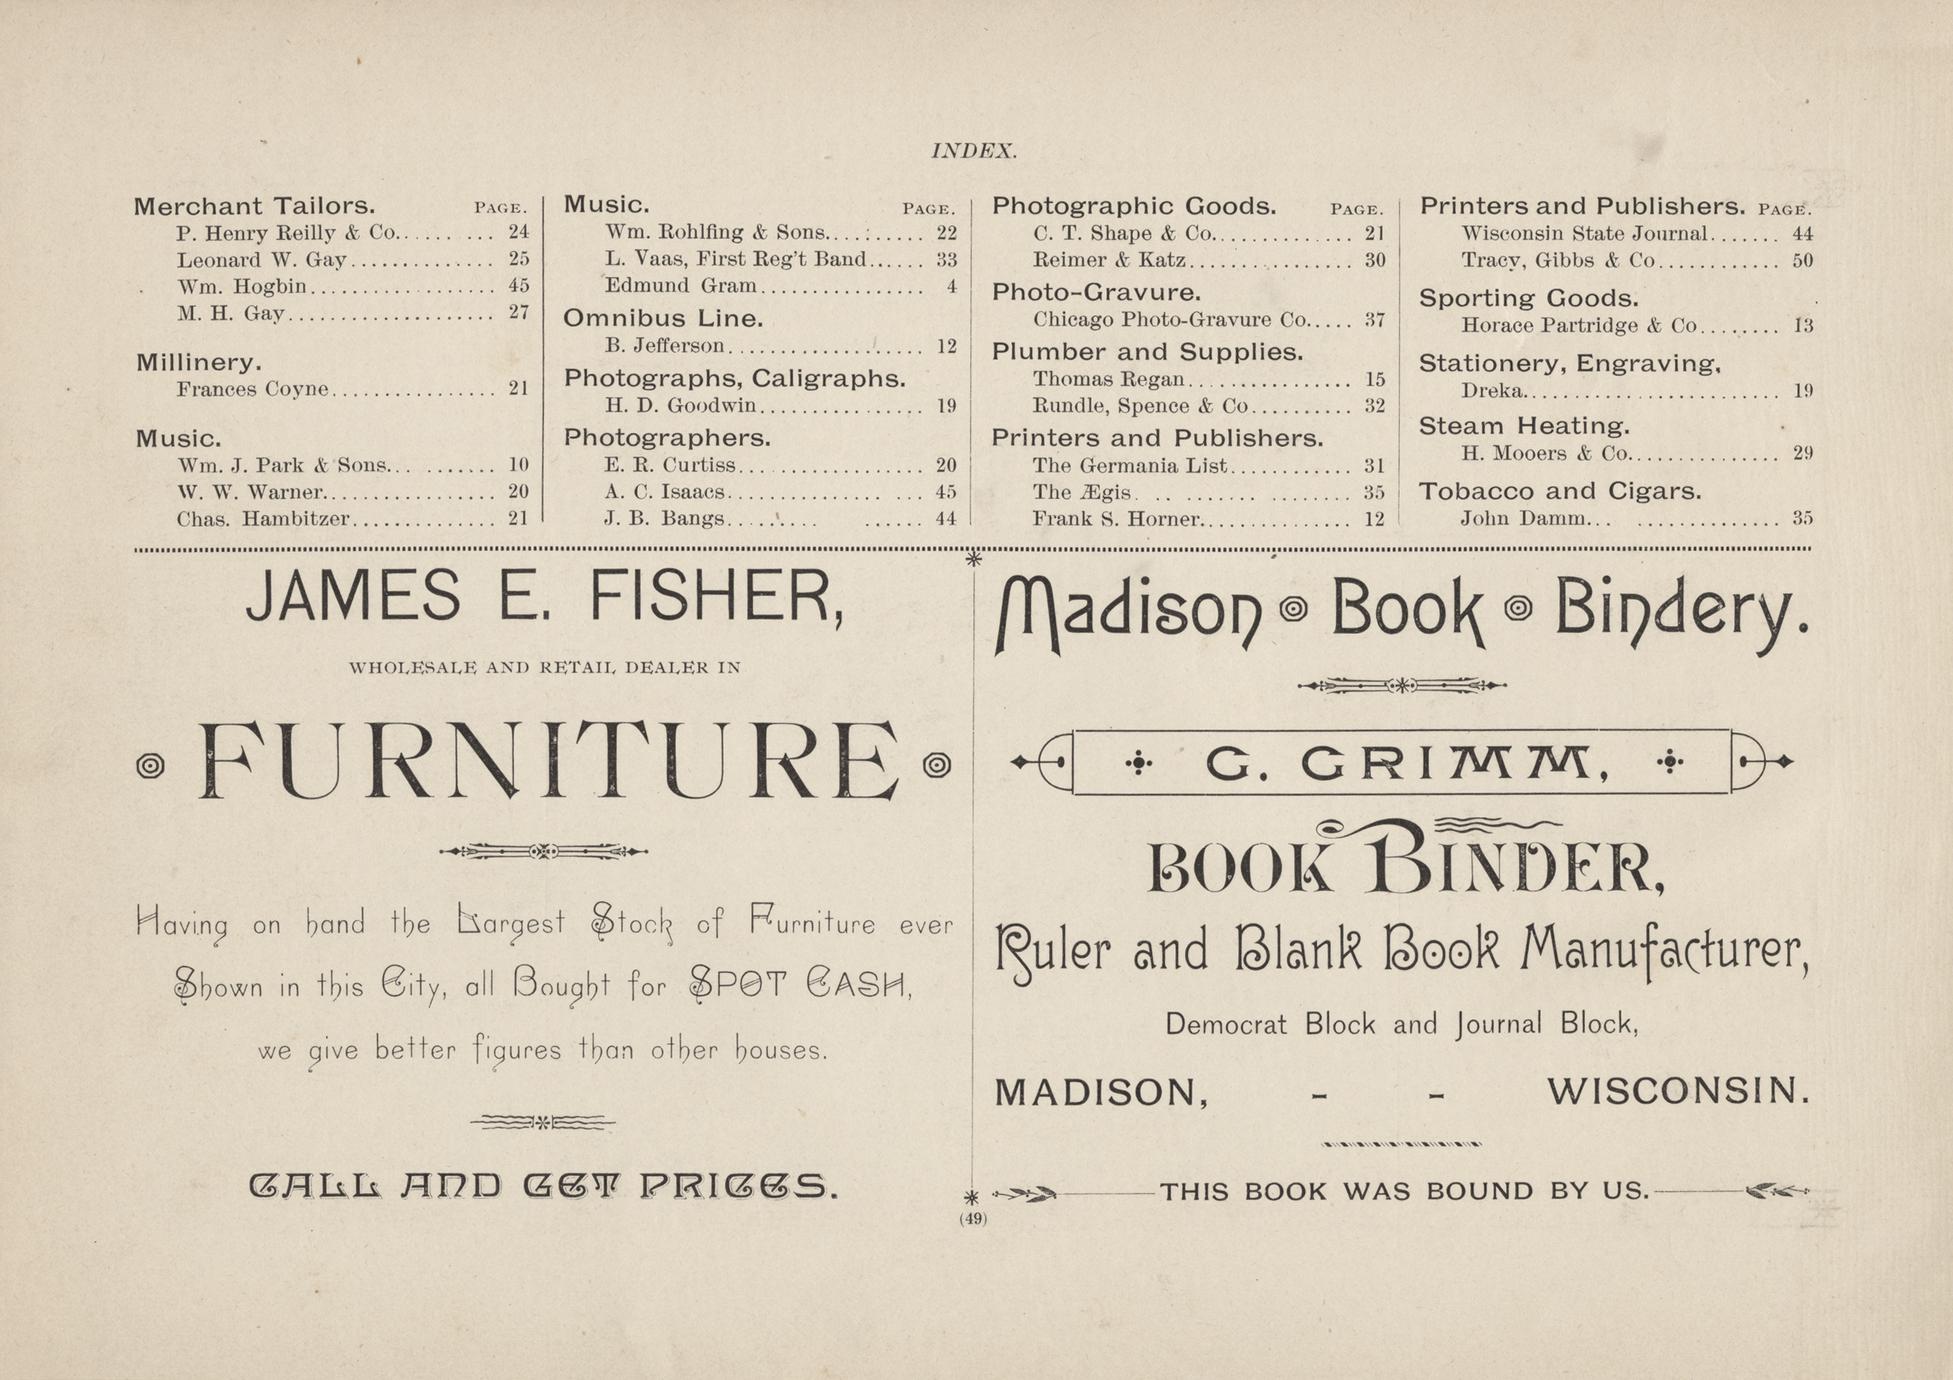 INDEX.
Merchant Tailors. PAGE.
P. Henry Reilly & Co...... ... 24
Leonard W. Gay.............. 25
Wm. Hogbin.................. 45
M. H. Gay.................... 27
Millinery.
Frances Coyne................ 21
Music.
Wm. J. Park & Sons... ........ 10
W. W. Warner................. 20
Chas. Hambitzer.............. 21
Music. PAGE.
Wm. Rohlfing & Sons.......... 22
L. Vaas, First Reg't Band...... 33
Edmund Gram................ 4
Omnibus Line.
B. Jefferson.................... 12
Photographs, Caligraphs.
H. D. Goodwin................ 19
Photographers.
E. R. Curtiss.................. 20
A. C. Isaacs................ ... 45
J. B. Bangs......... ...... 44
Photographic Goods. PAGE.
C. T. Shape & Co.............. 21
Reimer & Katz................ 30
Photo-Gravure.
Chicago Photo-Gravure Co..... 37
Plumber and Supplies.
Thomas Regan................ 15
Rundle, Spence & Co.......... 32
Printers and Publishers.
The Germania List............ 31
The Ægis. .. ....... ......... 35
Frank S. Horner............... 12
Printers and Publishers. PAGE.
Wisconsin State Journal....... 44
Tracy, Gibbs & Co............ 50
Sporting Goods.
Horace Partridge & Co........ 13
Stationery, Engraving,
Dreka......................... 19
Steam Heating.
H. Mooers & Co............... 29
Tobacco and Cigars.
John Damm... .............. 35
JAMES E. FISHER,
WHOLESALE AND RETAIL DEALER IN
FURNITURE
Having on hand the Largest Stock of Furniture ever
Shown in this City, all Bought for SPOT CASH,
we give better figures than other houses.
CALL AND GET PRICES.
Madison Book Bindery.
G. GRIMM,
BOOK BINDER,
Ruler and Blank Book Manufacturer,
Democrat Block and Journal Block,
MADISON, - - WISCONSIN.
THIS BOOK WAS BOUND BY US.
(49)